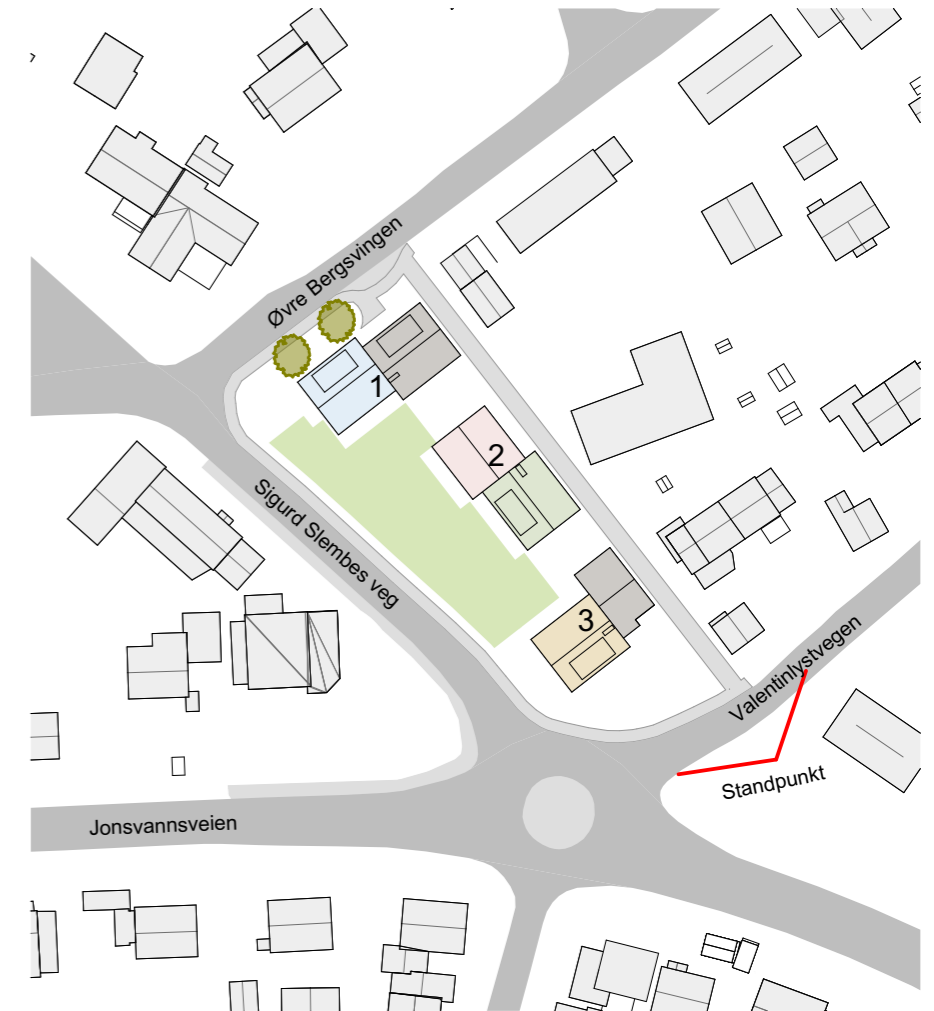 Øvre Bergsvingen
1
2
Sigurd Slembes veg
3
Valentinlystvegen
Standpunkt
Jonsvannsveien